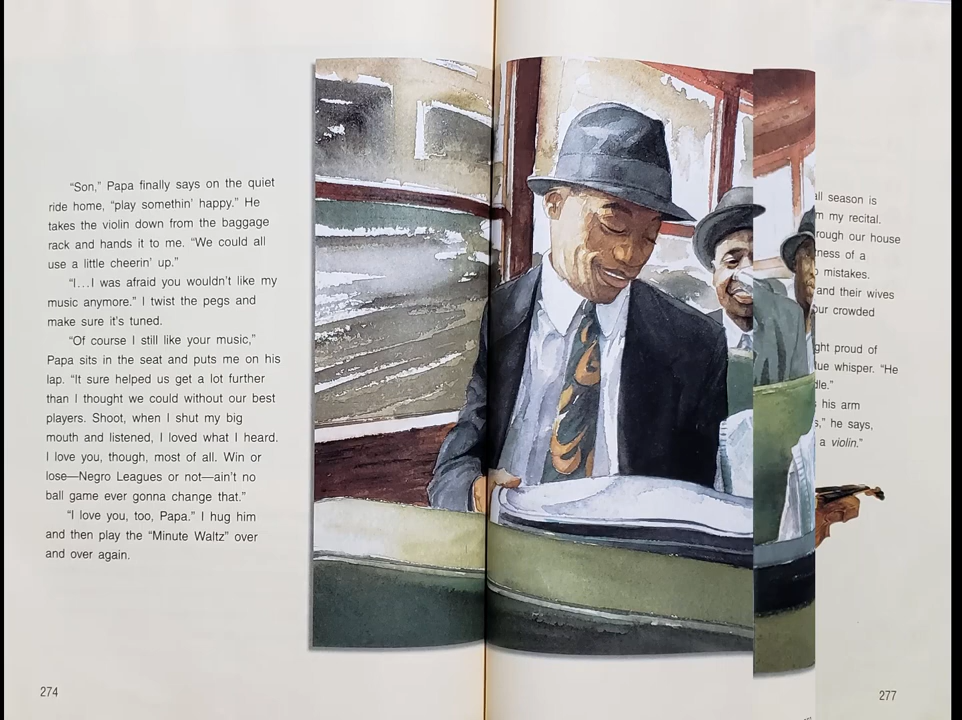 “Son,” Papa finally says on the quiet
ride home, “play somethin’ happy.” He
takes the violin down from the baggage
rack and hands it to me. “We could all
use a little cheerin’ up.”
“I…I was afraid you wouldn’t like my
music anymore.” I twist the pegs and
make sure it’s tuned.
“Of course I still like your music,”
Papa sits in the seat and puts me on his
lap. “It sure helped us get a lot further
than I thought we could without our best
players. Shoot, when I shut my big
mouth and listened, I loved what I heard.
I love you, though, most of all. Win or
lose—Negro Leagues or not—ain’t no
ball game ever gonna change that.”
“I love you, too, Papa.” I hug him
and then play the “Minute Waltz” over
and over again.
274
season is
my recital.
our house
of a
mistakes.
and their wives
crowded
proud of
whisper. “He
his arm
he says,
a violin.”
277